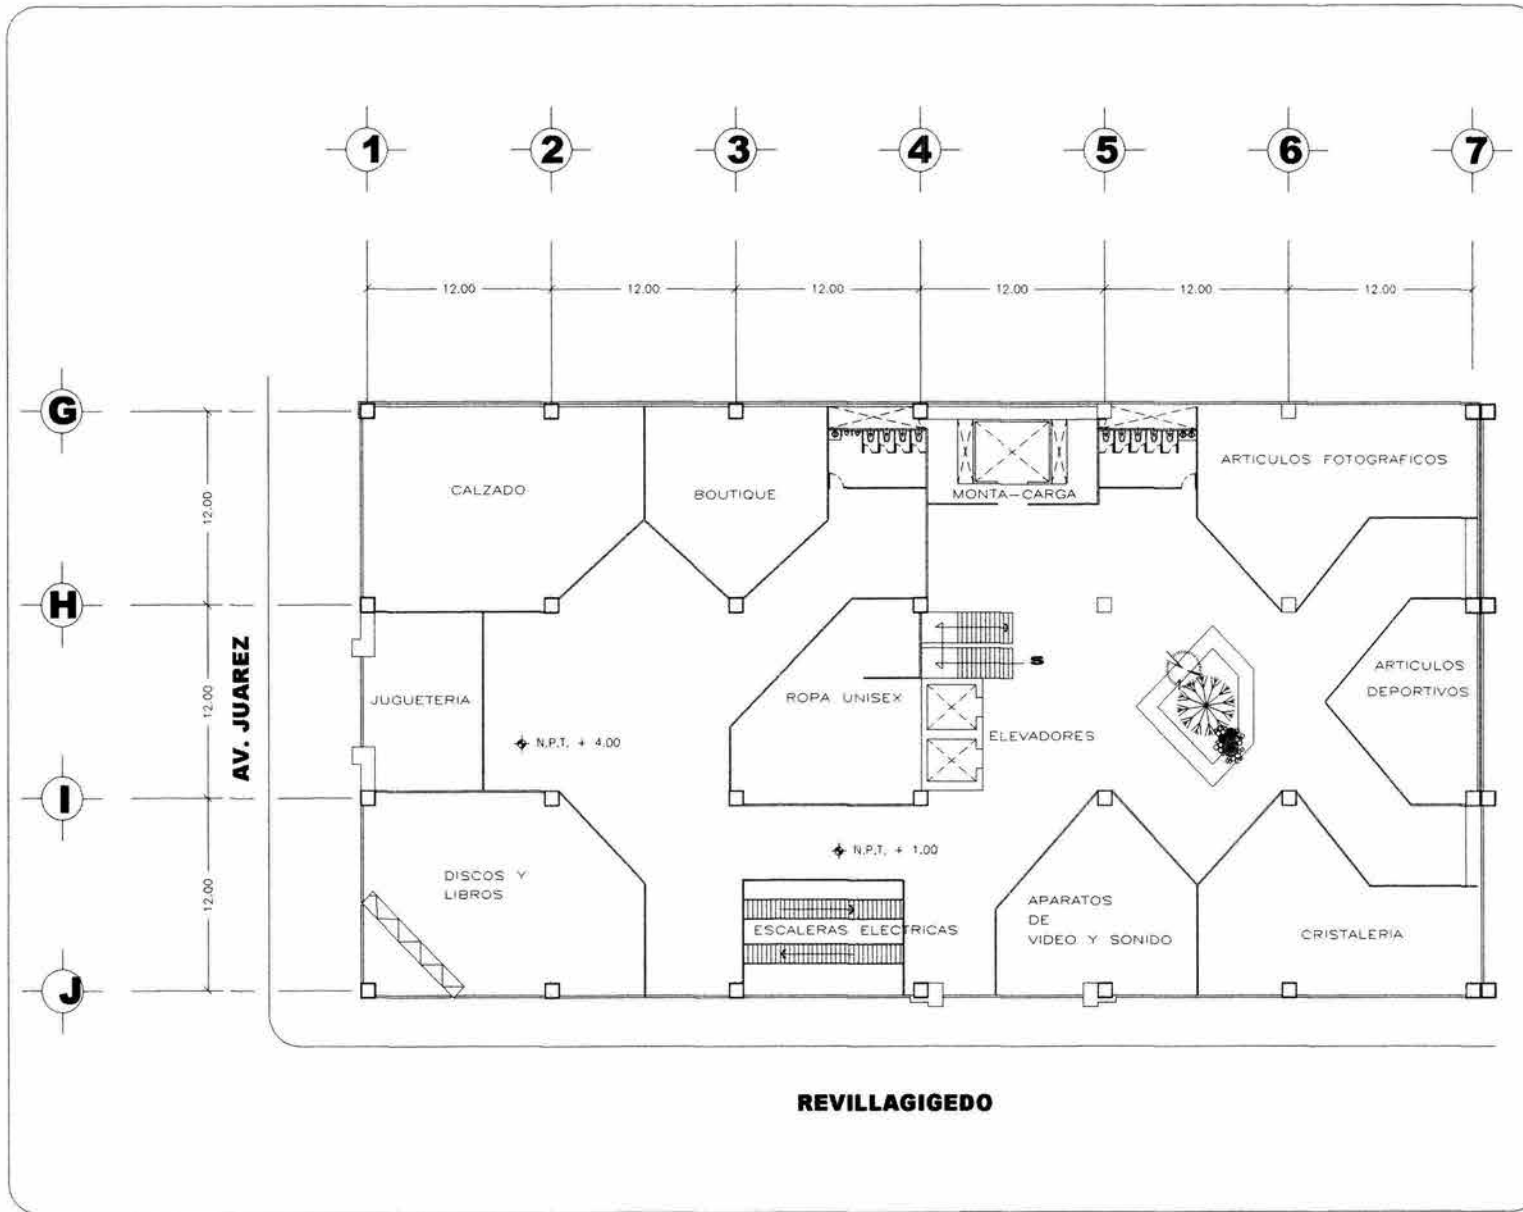 1 2 3 4 5 6 7
12.00 12.00 12.00 12.00 12.00 12.00
G
H
I
J
12.00
12.00
12.00
AV. JUAREZ
CALZADO
BOUTIQUE
MONTA-CARGA
ARTICULOS FOTOGRAFICOS
JUGUETERIA
N.P.T. + 4.00
ROPA UNISEX
S
ELEVADORES
ARTICULOS
DEPORTIVOS
N.P.T. + 1.00
DISCOS Y
LIBROS
ESCALERAS ELECTRICAS
APARATOS
DE
VIDEO Y SONIDO
CRISTALERIA
REVILLAGIGEDO